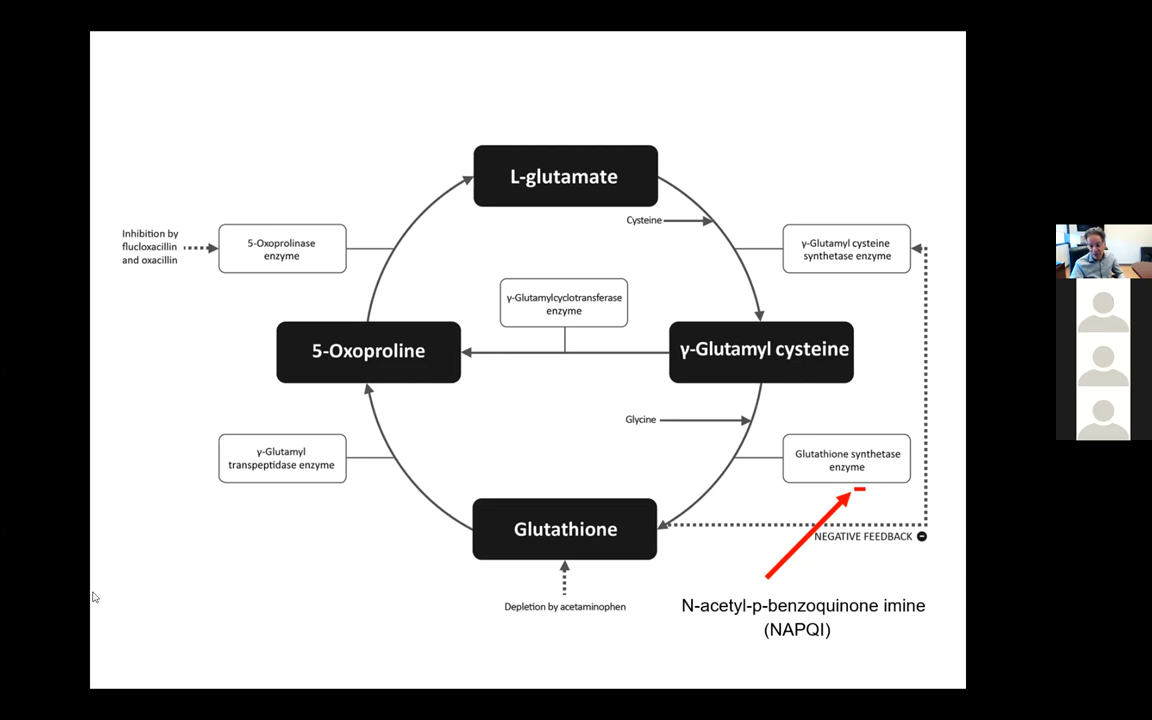 L-glutamate
Cysteine
Inhibition by
flucloxacillin
and oxacillin
5-Oxoprolinase
enzyme
γ-Glutamyl cysteine
synthetase enzyme
γ-Glutamylcyclotransferase
enzyme
5-Oxoproline
γ-Glutamyl cysteine
Glycine
γ-Glutamyl
transpeptidase enzyme
Glutathione synthetase
enzyme
Glutathione
NEGATIVE FEEDBACK
Depletion by acetaminophen
N-acetyl-p-benzoquinone imine
(NAPQI)